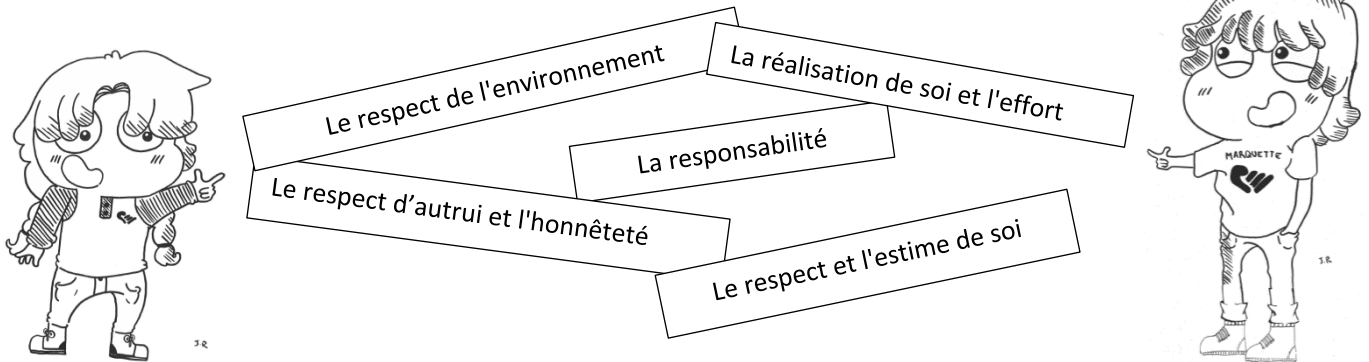 Le respect de l'environnement
La réalisation de soi et l'effort
La responsabilité
Le respect d’autrui et l'honnêteté
Le respect et l'estime de soi
MARQUETTE
J.R
J.R